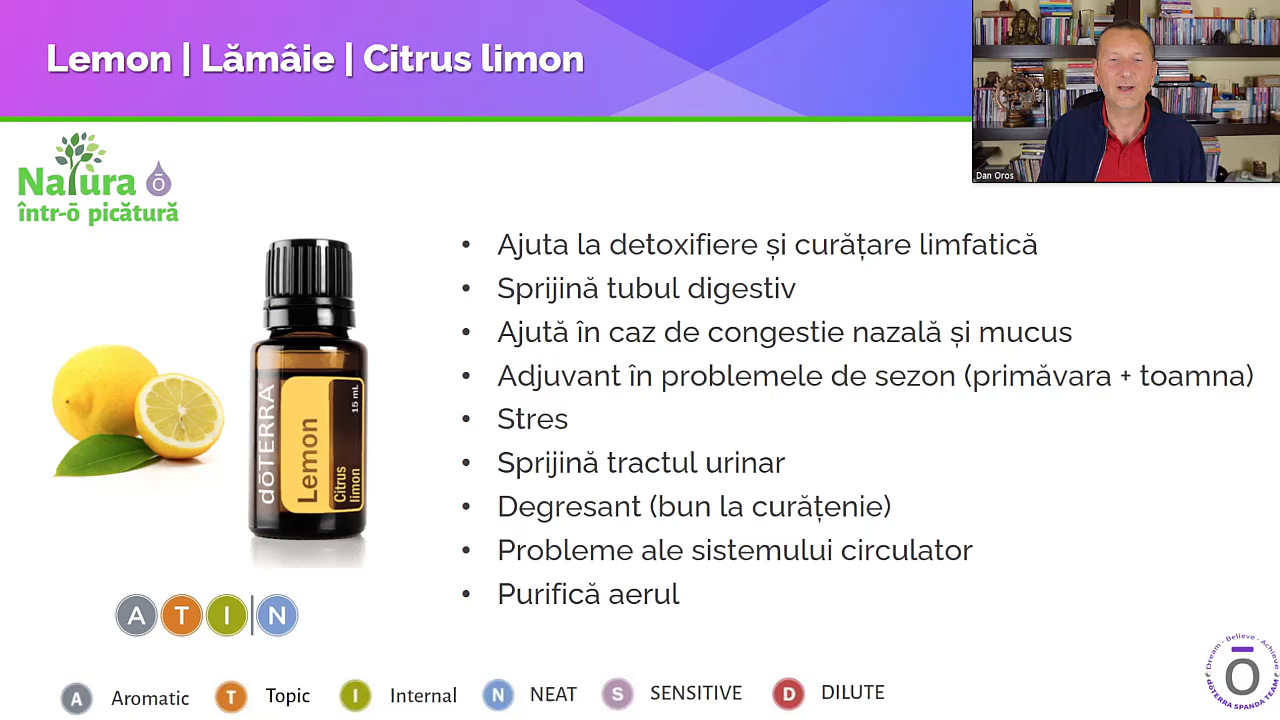 Lemon | Lămâie | Citrus limon
Dan Oros
Natura ō
într-ō picătură
dōTERRA®
Lemon
Citrus
limon
15 mL
• Ajuta la detoxifiere și curățare limfatică
• Sprijină tubul digestiv
• Ajută în caz de congestie nazală și mucus
• Adjuvant în problemele de sezon (primăvara + toamna)
• Stres
• Sprijină tractul urinar
• Degresant (bun la curățenie)
• Probleme ale sistemului circulator
• Purifică aerul
A T I | N
A Aromatic T Topic I Internal N NEAT S SENSITIVE D DILUTE
Dream - Believe - Achieve
Ō
dōTERRA SPANDA TEAM